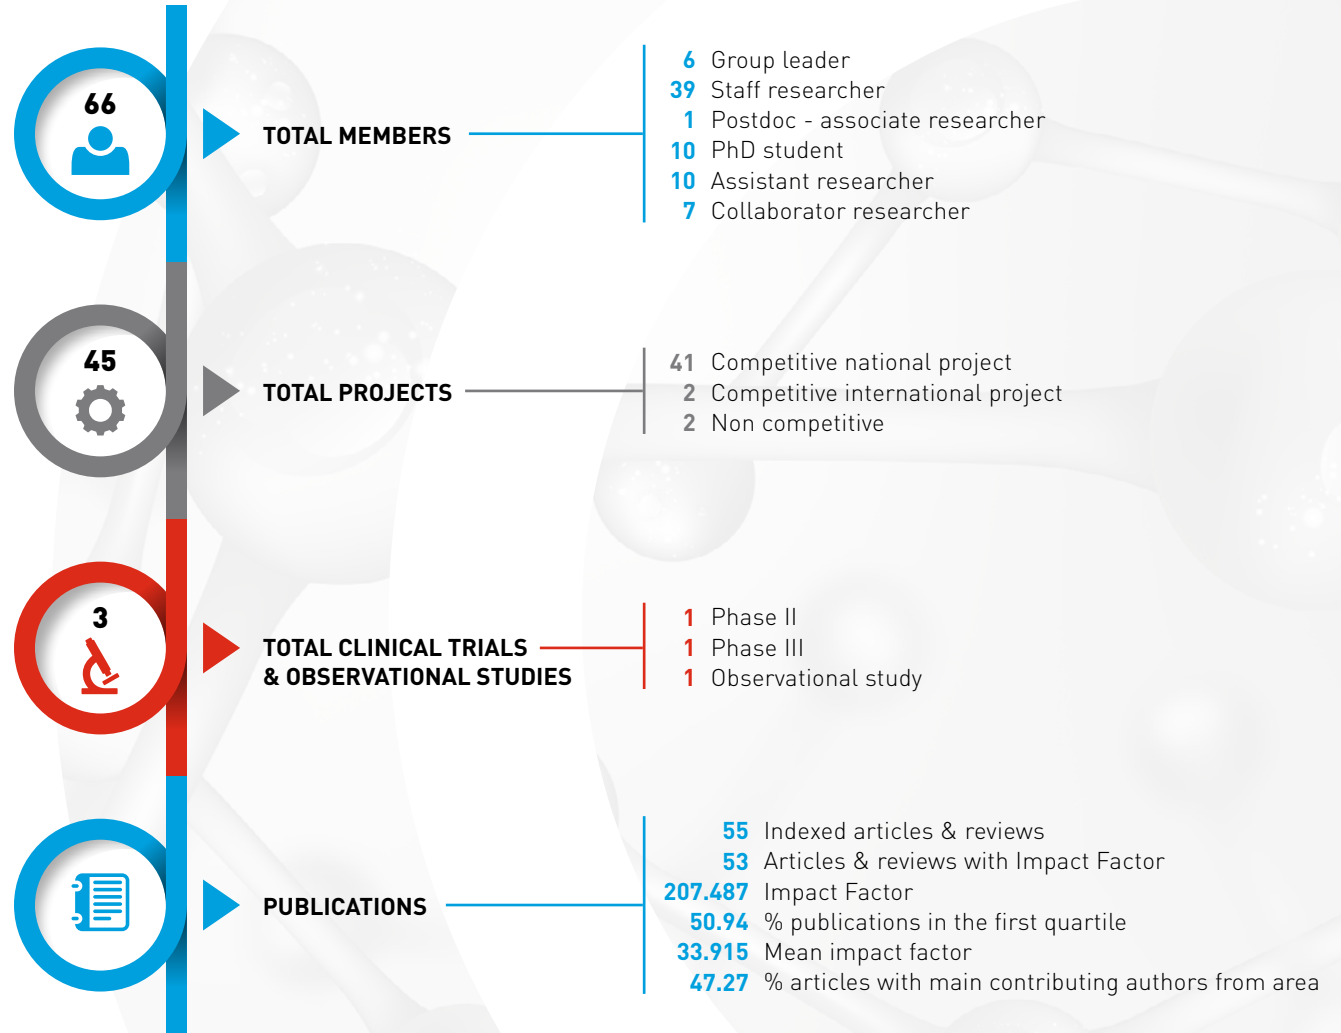 66
TOTAL MEMBERS
6 Group leader
39 Staff researcher
1 Postdoc - associate researcher
10 PhD student
10 Assistant researcher
7 Collaborator researcher
45
TOTAL PROJECTS
41 Competitive national project
2 Competitive international project
2 Non competitive
3
TOTAL CLINICAL TRIALS
& OBSERVATIONAL STUDIES
1 Phase II
1 Phase III
1 Observational study
PUBLICATIONS
55 Indexed articles & reviews
53 Articles & reviews with Impact Factor
207.487 Impact Factor
50.94 % publications in the first quartile
33.915 Mean impact factor
47.27 % articles with main contributing authors from area